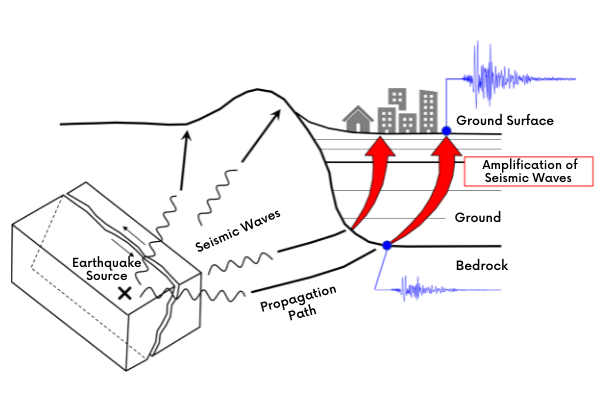 Ground Surface
Amplification of
Seismic Waves
Ground
Seismic Waves
Earthquake
Source
Bedrock
Propagation
Path